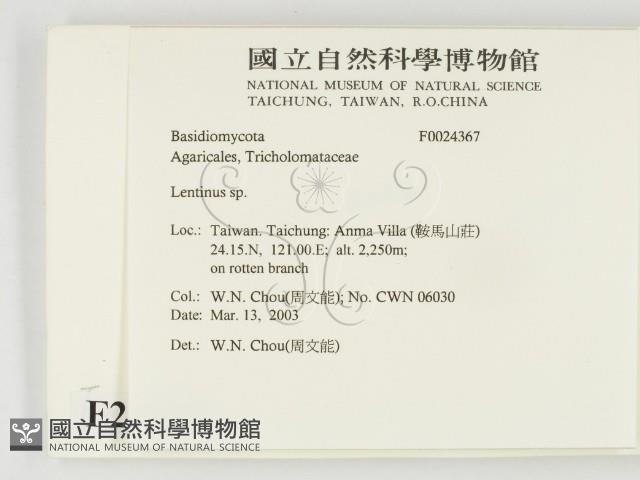 國立自然科學博物館
NATIONAL MUSEUM OF NATURAL SCIENCE
TAICHUNG, TAIWAN, R.O.CHINA
Basidiomycota F0024367
Agaricales, Tricholomataceae
Lentinus sp.
Loc.: Taiwan. Taichung: Anma Villa (鞍馬山莊)
24.15.N, 121.00.E; alt. 2,250m;
on rotten branch
Col.: W.N. Chou(周文能); No. CWN 06030
Date: Mar. 13, 2003
Det.: W.N. Chou(周文能)
F2
國立自然科學博物館
NATIONAL MUSEUM OF NATURAL SCIENCE